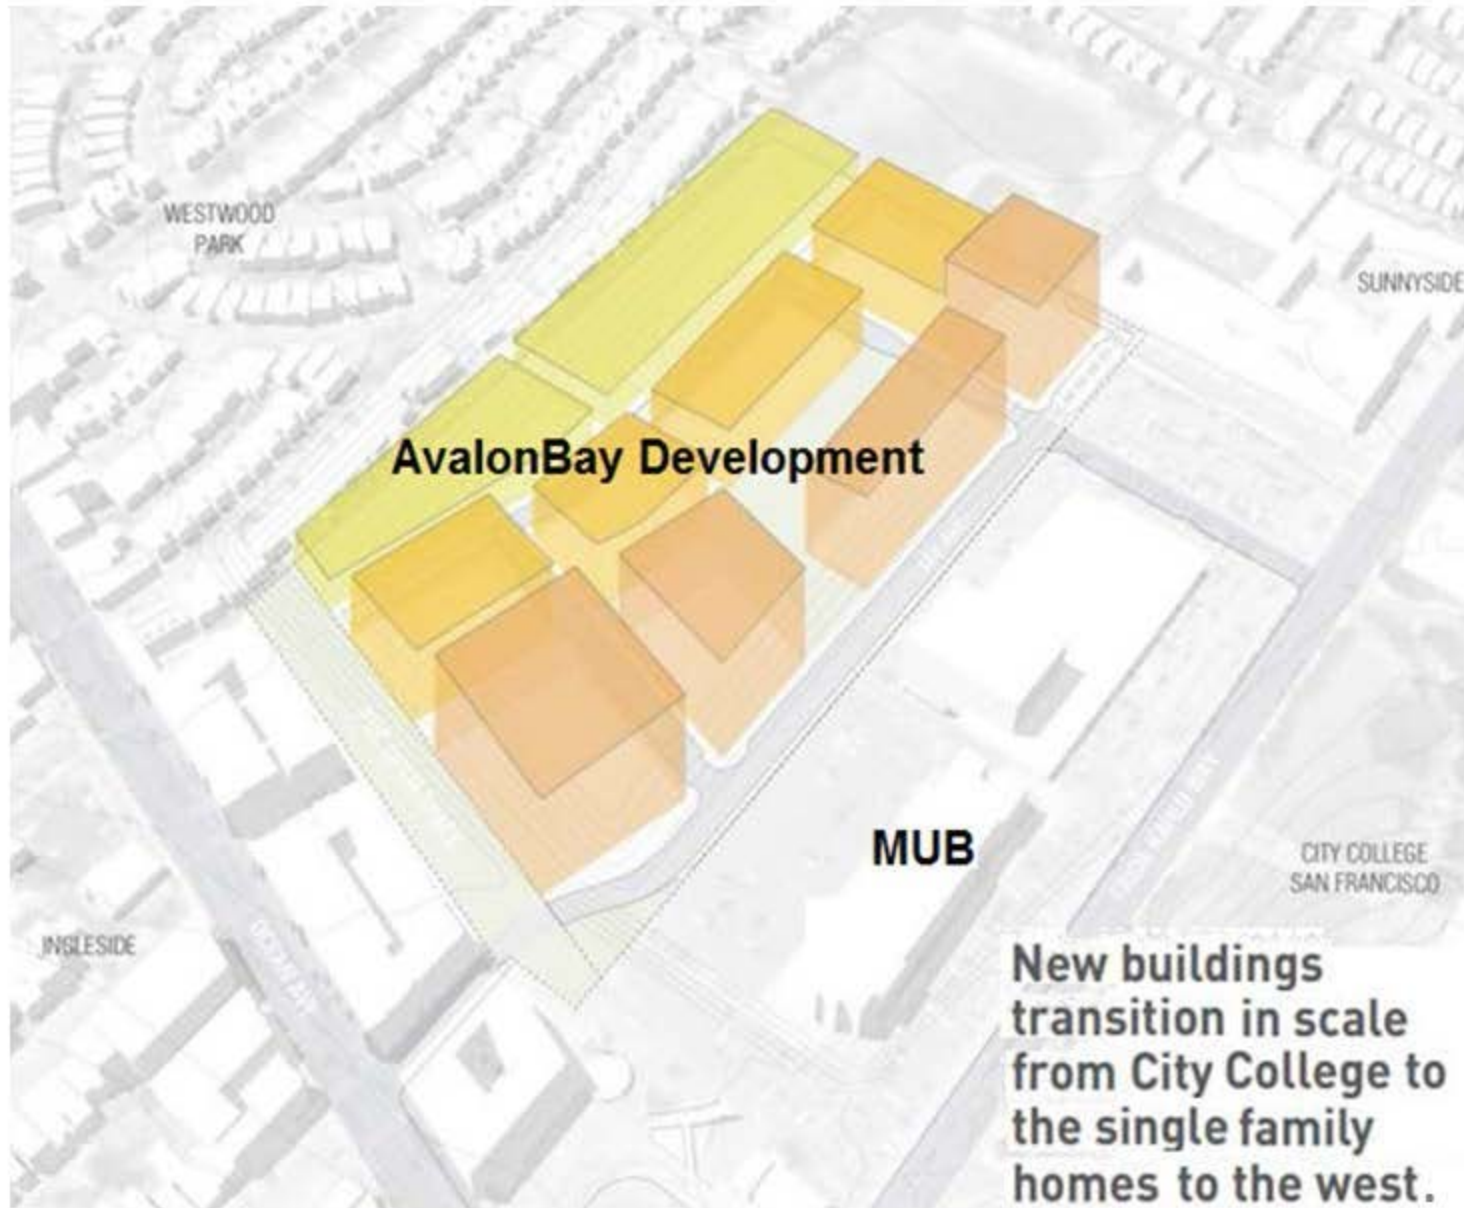 WESTWOOD
PARK
SUNNYSIDE
AvalonBay Development
MUB
CITY COLLEGE
SAN FRANCISCO
INGLESIDE
New buildings
transition in scale
from City College to
the single family
homes to the west.